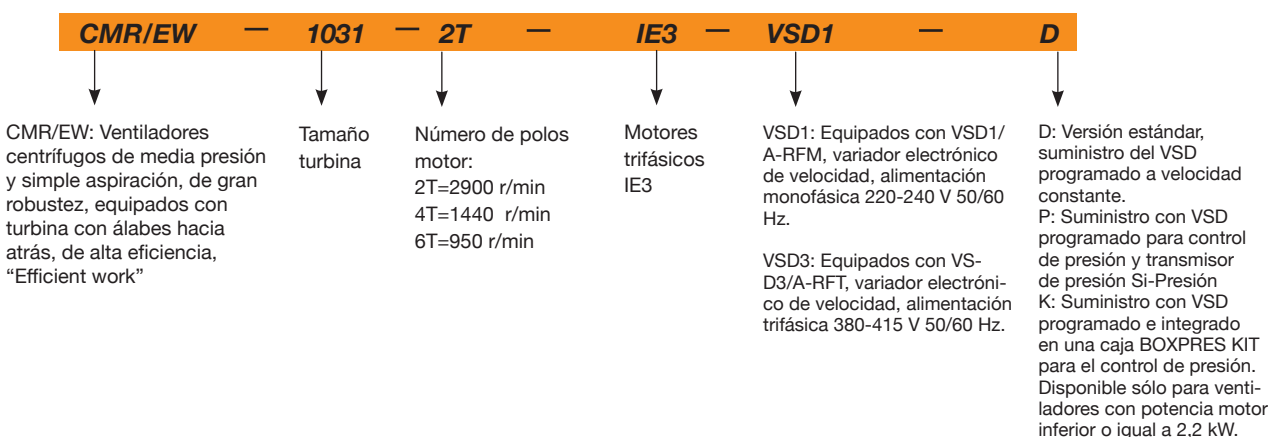 CMR/EW — 1031 — 2T — IE3 — VSD1 — D
CMR/EW: Ventiladores
centrífugos de media presión
y simple aspiración, de gran
robustez, equipados con
turbina con álabes hacia
atrás, de alta eficiencia,
“Efficient work”
Tamaño
turbina
Número de polos
motor:
2T=2900 r/min
4T=1440 r/min
6T=950 r/min
Motores
trifásicos
IE3
VSD1: Equipados con VSD1/
A-RFM, variador electrónico
de velocidad, alimentación
monofásica 220-240 V 50/60
Hz.
VSD3: Equipados con VS-
D3/A-RFT, variador electróni-
co de velocidad, alimentación
trifásica 380-415 V 50/60 Hz.
D: Versión estándar,
suministro del VSD
programado a velocidad
constante.
P: Suministro con VSD
programado para control
de presión y transmisor
de presión Si-Presión
K: Suministro con VSD
programado e integrado
en una caja BOXPRES KIT
para el control de presión.
Disponible sólo para venti-
ladores con potencia motor
inferior o igual a 2,2 kW.